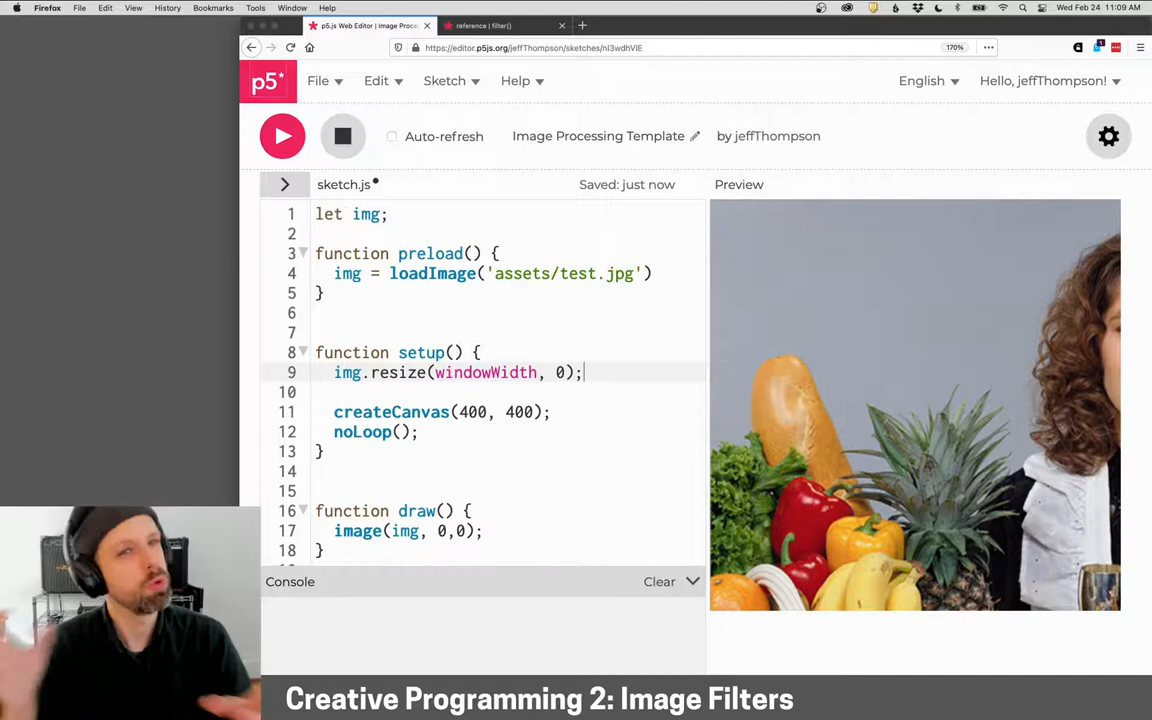 Firefox File Edit View History Bookmarks Tools Window Help Wed Feb 24 11:09 AM
p5.js Web Editor | Image Proce reference | filter()
https://editor.p5js.org/jeffThompson/sketches/nI3wdhVIE 170%
p5* File Edit Sketch Help English Hello, jeffThompson!
Auto-refresh Image Processing Template by jeffThompson
sketch.js Saved: just now Preview
1 let img;
2
3 function preload() {
4 img = loadImage('assets/test.jpg')
5 }
6
7
8 function setup() {
9 img.resize(windowWidth, 0);
10
11 createCanvas(400, 400);
12 noLoop();
13 }
14
15
16 function draw() {
17 image(img, 0,0);
18 }
Console Clear
Creative Programming 2: Image Filters